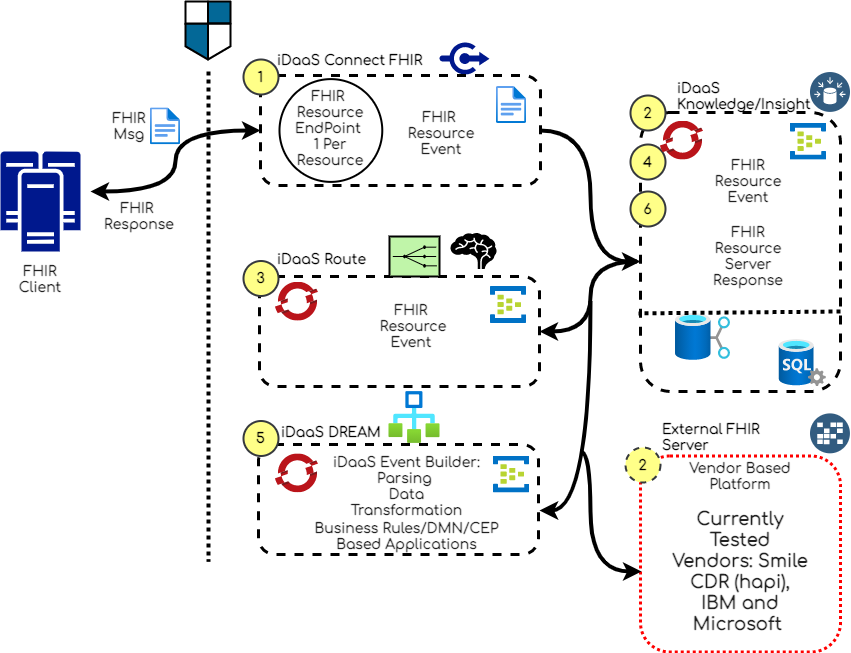 FHIR
Client
FHIR
Msg
FHIR
Response
1
iDaaS Connect FHIR
FHIR
Resource
EndPoint
1 Per
Resource
FHIR
Resource
Event
iDaaS
Knowledge/Insight
2
4
6
FHIR
Resource
Event
FHIR
Resource
Server
Response
SQL
3
iDaaS Route
FHIR
Resource
Event
5
iDaaS DREAM
iDaaS Event Builder:
Parsing
Data
Transformation
Business Rules/DMN/CEP
Based Applications
External FHIR
Server
2
Vendor Based
Platform
Currently
Tested
Vendors: Smile
CDR (hapi),
IBM and
Microsoft